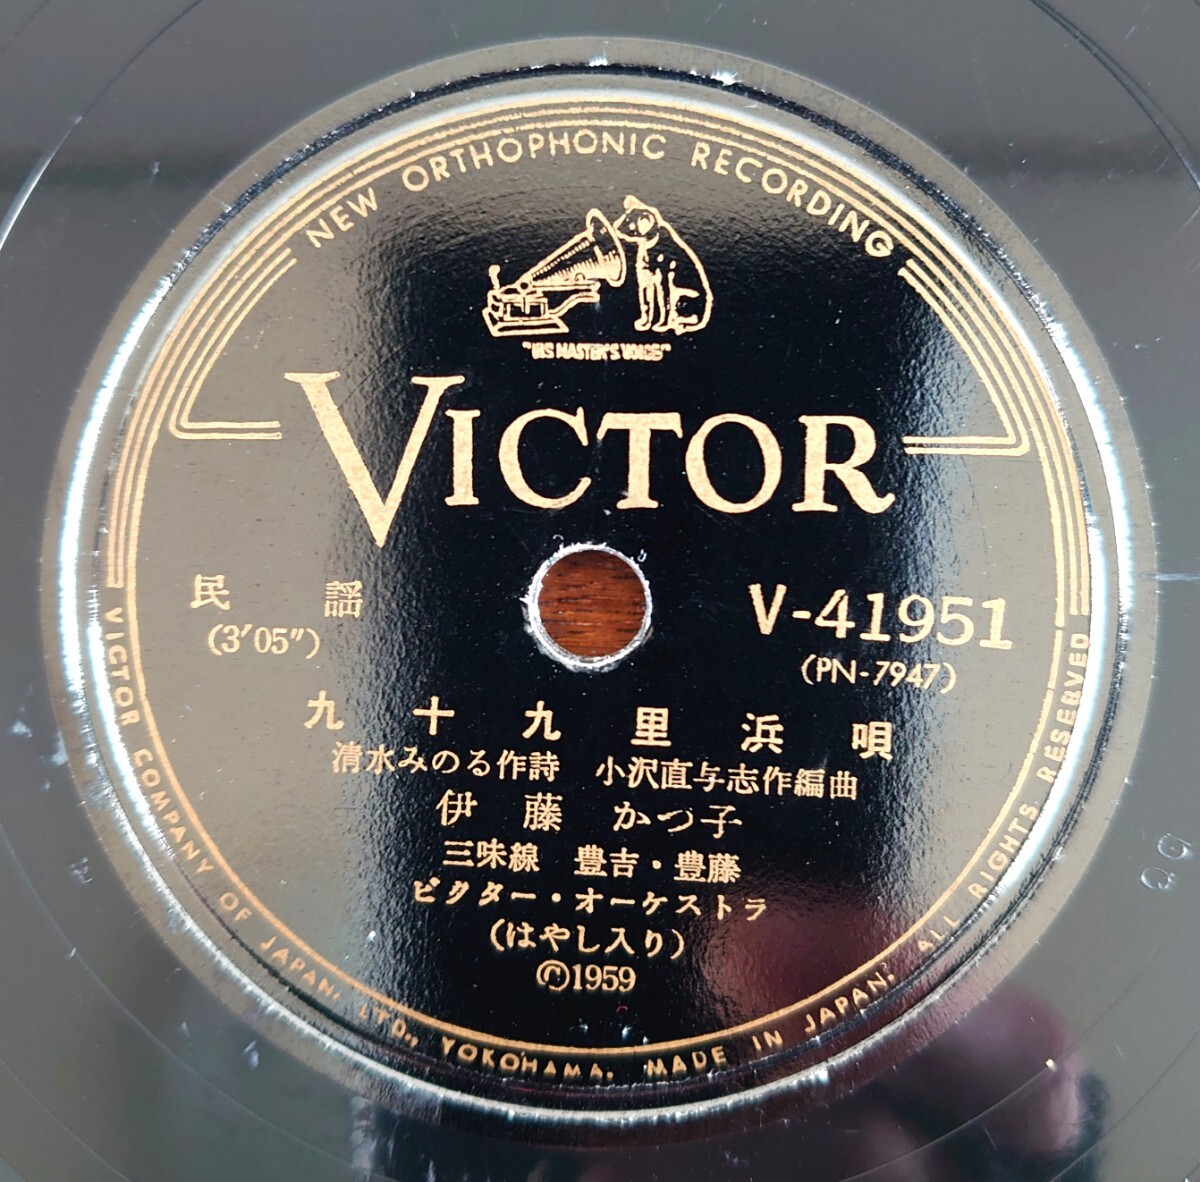 NEW ORTHOPHONIC RECORDING
"HIS MASTER'S VOICE"
VICTOR
民謡
(3′05″)
V-41951
(PN-7947)
九十九里浜唄
清水みのる作詩 小沢直与志作編曲
伊藤かつ子
三味線 豊吉・豊藤
ビクター・オーケストラ
(はやし入り)
©1959
VICTOR COMPANY OF JAPAN, LTD., YOKOHAMA. MADE IN JAPAN. ALL RIGHTS RESERVED